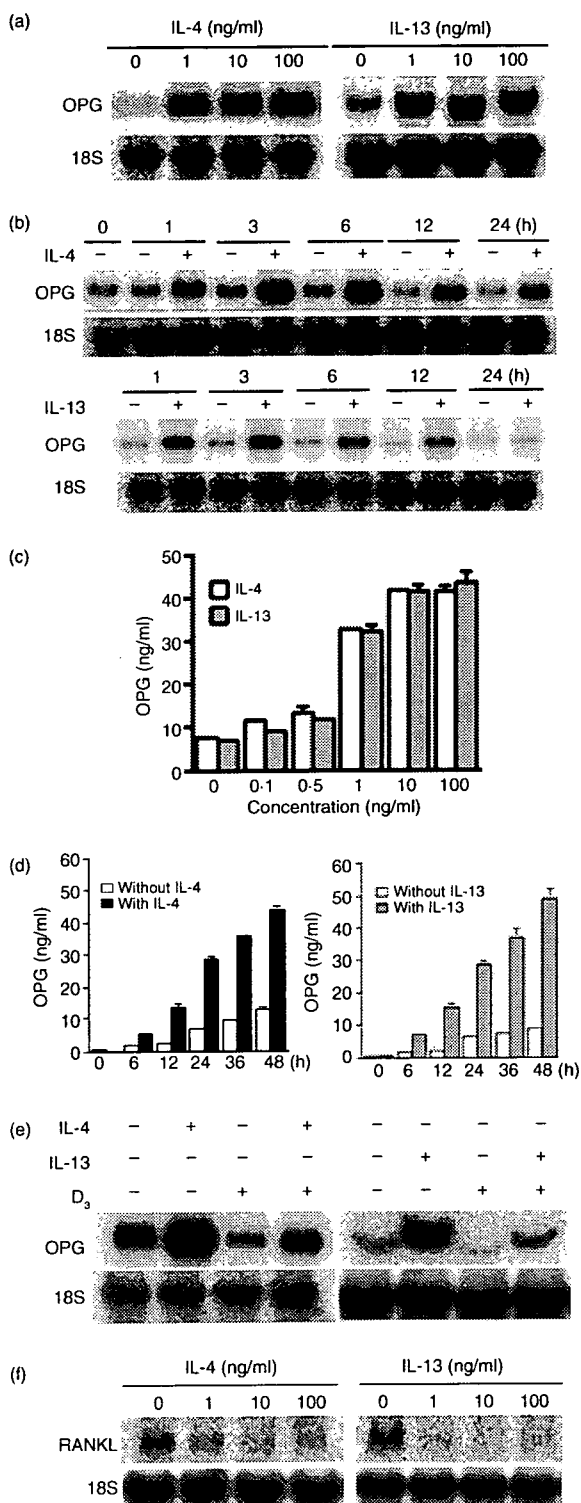 (a)
IL-4 (ng/ml) IL-13 (ng/ml)
0 1 10 100 0 1 10 100
OPG
18S
(b)
0 1 3 6 12 24 (h)
IL-4 – – + – + – + – + – +
OPG
18S
1 3 6 12 24 (h)
IL-13 – + – + – + – + – +
OPG
18S
(c)
50
40
30
20
10
0
OPG (ng/ml)
IL-4
IL-13
0 0·1 0·5 1 10 100
Concentration (ng/ml)
(d)
60
50
40
30
20
10
0
OPG (ng/ml)
Without IL-4
With IL-4
0 6 12 24 36 48 (h)
60
50
40
30
20
10
0
OPG (ng/ml)
Without IL-13
With IL-13
0 6 12 24 36 48 (h)
(e)
IL-4 – + – + – – – –
IL-13 – – – – – + – +
D3 – – + + – – + +
OPG
18S
(f)
IL-4 (ng/ml) IL-13 (ng/ml)
0 1 10 100 0 1 10 100
RANKL
18S